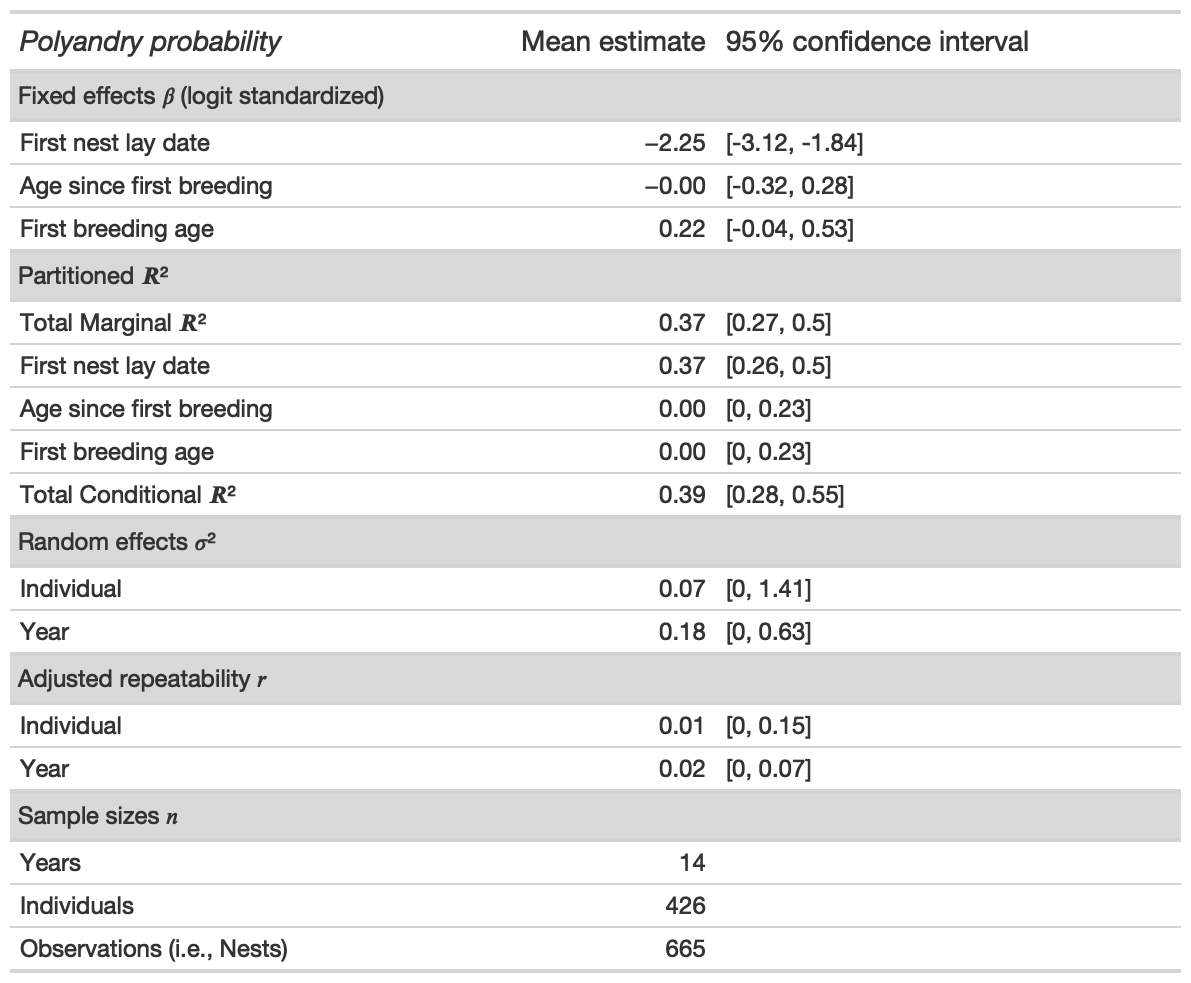 Polyandry probability Mean estimate 95% confidence interval
Fixed effects β (logit standardized)
First nest lay date −2.25 [-3.12, -1.84]
Age since first breeding −0.00 [-0.32, 0.28]
First breeding age 0.22 [-0.04, 0.53]
Partitioned R²
Total Marginal R² 0.37 [0.27, 0.5]
First nest lay date 0.37 [0.26, 0.5]
Age since first breeding 0.00 [0, 0.23]
First breeding age 0.00 [0, 0.23]
Total Conditional R² 0.39 [0.28, 0.55]
Random effects σ²
Individual 0.07 [0, 1.41]
Year 0.18 [0, 0.63]
Adjusted repeatability r
Individual 0.01 [0, 0.15]
Year 0.02 [0, 0.07]
Sample sizes n
Years 14
Individuals 426
Observations (i.e., Nests) 665